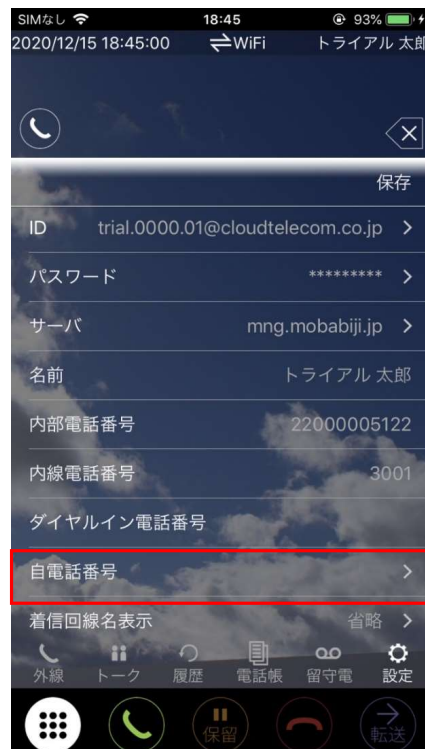 SIMなし 18:45 93%
2020/12/15 18:45:00 WiFi トライアル 太郎
保存
ID trial.0000.01@cloudtelecom.co.jp
パスワード *********
サーバ mng.mobabiji.jp
名前 トライアル 太郎
内部電話番号 22000005122
内線電話番号 3001
ダイヤルイン電話番号
自電話番号
着信回線名表示 省略
外線 トーク 履歴 電話帳 留守電 設定
保留 転送